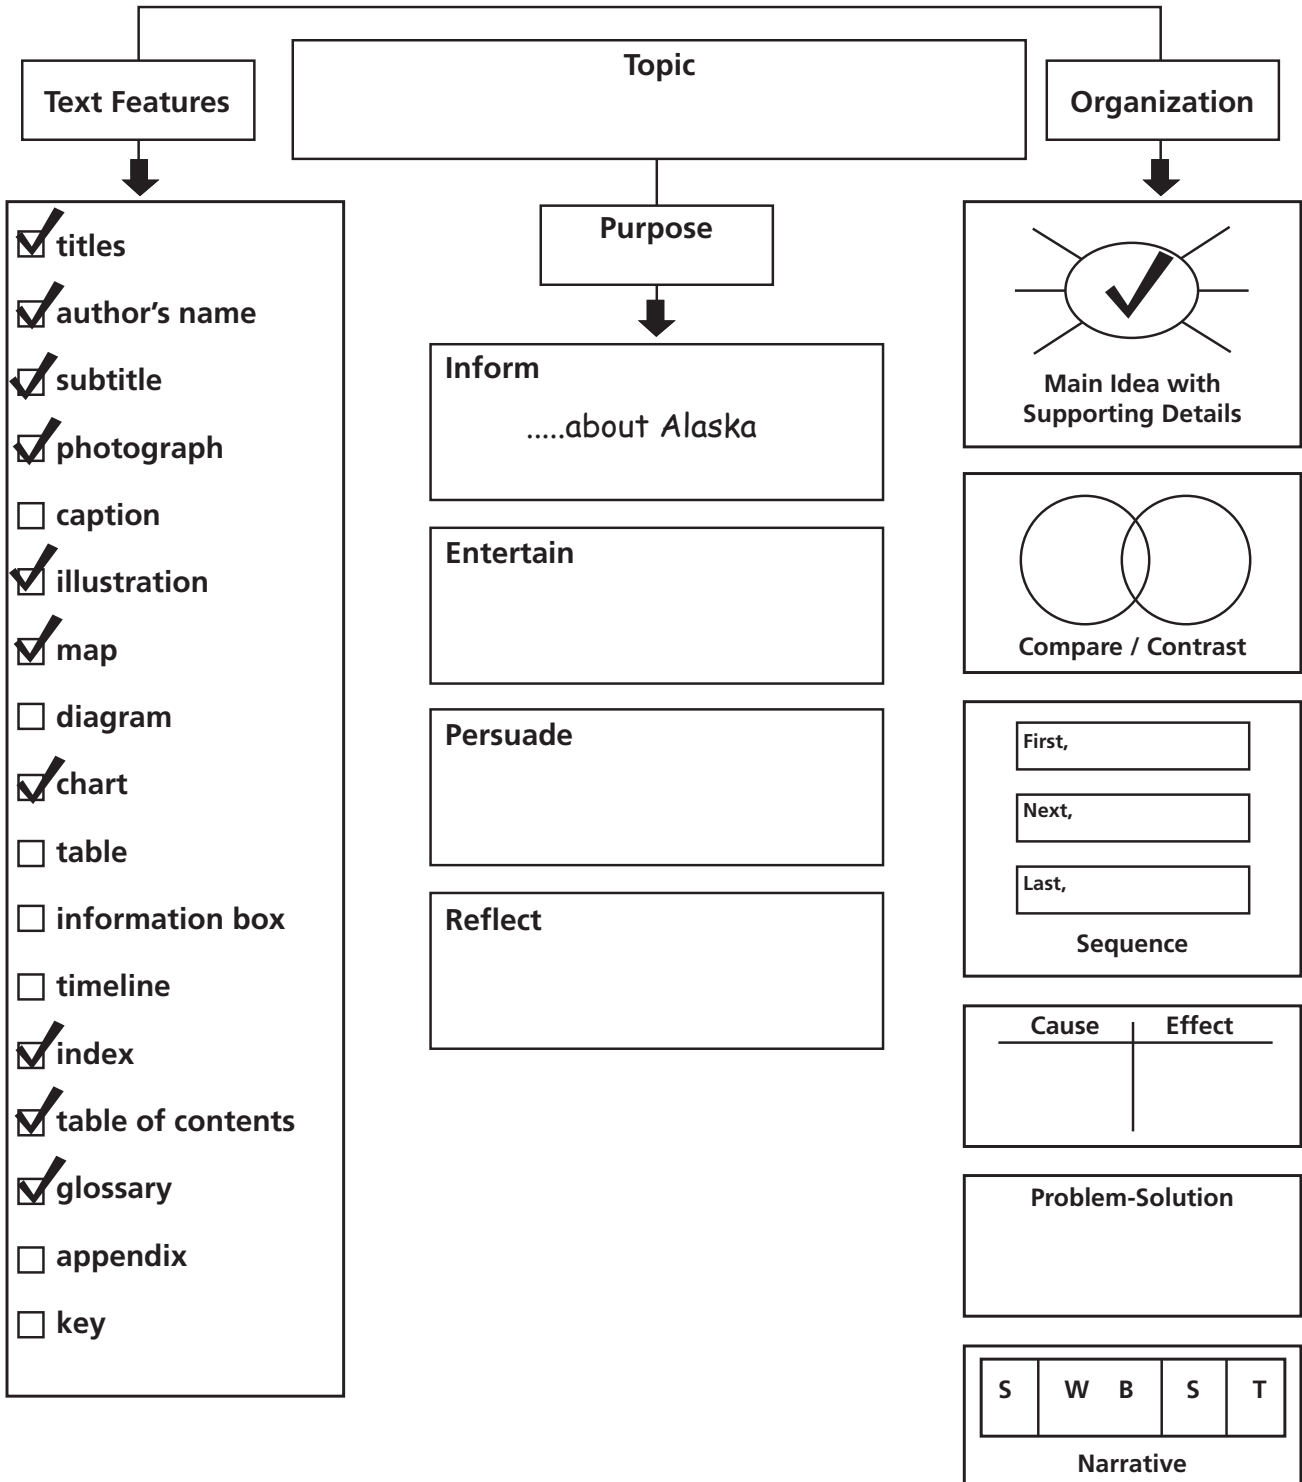 Topic
Text Features
Organization
titles
author's name
subtitle
photograph
caption
illustration
map
diagram
chart
table
information box
timeline
index
table of contents
glossary
appendix
key
Purpose
Inform
.....about Alaska
Entertain
Persuade
Reflect
Main Idea with
Supporting Details
Compare / Contrast
First,
Next,
Last,
Sequence
Cause Effect
Problem-Solution
S W B S T
Narrative